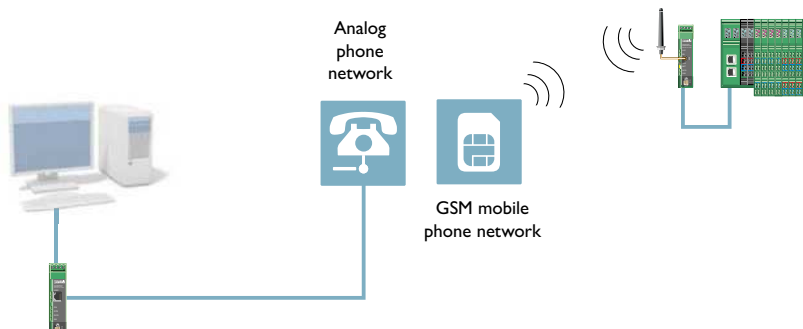 Analog
phone
network
GSM mobile
phone network